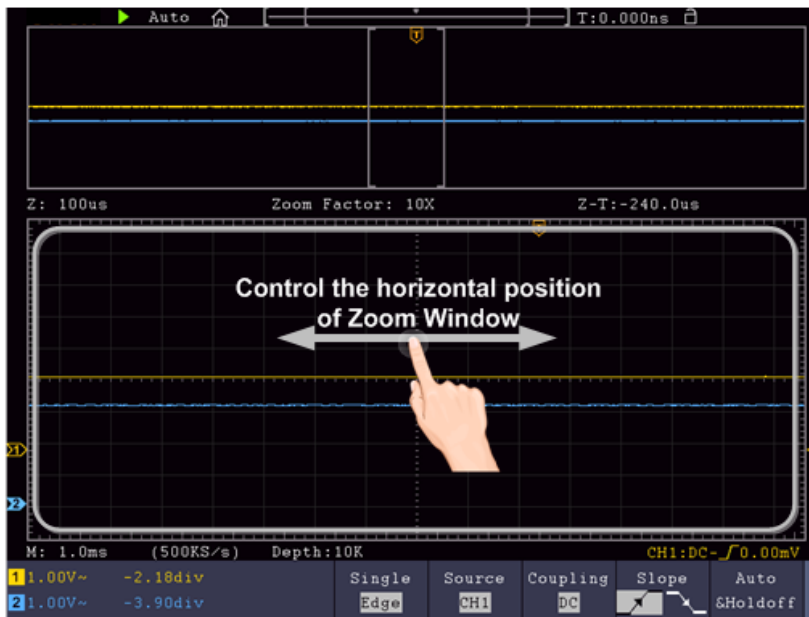 Auto T:0.000ns
T
Z: 100us Zoom Factor: 10X Z-T:-240.0us
Control the horizontal position
of Zoom Window
1
2
M: 1.0ms (500KS/s) Depth:10K CH1:DC- 0.00mV
1 1.00V~ -2.18div Single Source Coupling Slope Auto
2 1.00V~ -3.90div Edge CH1 DC &Holdoff